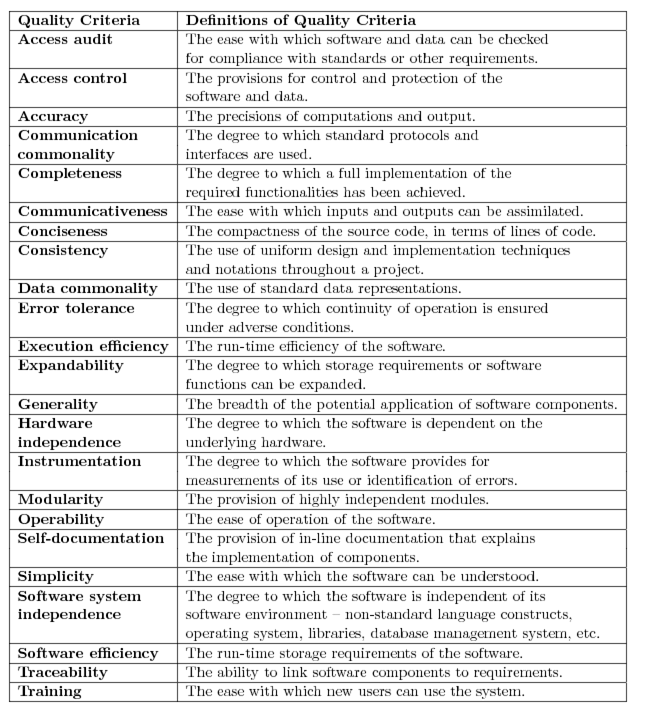 Quality Criteria Definitions of Quality Criteria
Access audit The ease with which software and data can be checked
for compliance with standards or other requirements.
Access control The provisions for control and protection of the
software and data.
Accuracy The precisions of computations and output.
Communication The degree to which standard protocols and
commonality interfaces are used.
Completeness The degree to which a full implementation of the
required functionalities has been achieved.
Communicativeness The ease with which inputs and outputs can be assimilated.
Conciseness The compactness of the source code, in terms of lines of code.
Consistency The use of uniform design and implementation techniques
and notations throughout a project.
Data commonality The use of standard data representations.
Error tolerance The degree to which continuity of operation is ensured
under adverse conditions.
Execution efficiency The run-time efficiency of the software.
Expandability The degree to which storage requirements or software
functions can be expanded.
Generality The breadth of the potential application of software components.
Hardware The degree to which the software is dependent on the
independence underlying hardware.
Instrumentation The degree to which the software provides for
measurements of its use or identification of errors.
Modularity The provision of highly independent modules.
Operability The ease of operation of the software.
Self-documentation The provision of in-line documentation that explains
the implementation of components.
Simplicity The ease with which the software can be understood.
Software system The degree to which the software is independent of its
independence software environment – non-standard language constructs,
operating system, libraries, database management system, etc.
Software efficiency The run-time storage requirements of the software.
Traceability The ability to link software components to requirements.
Training The ease with which new users can use the system.